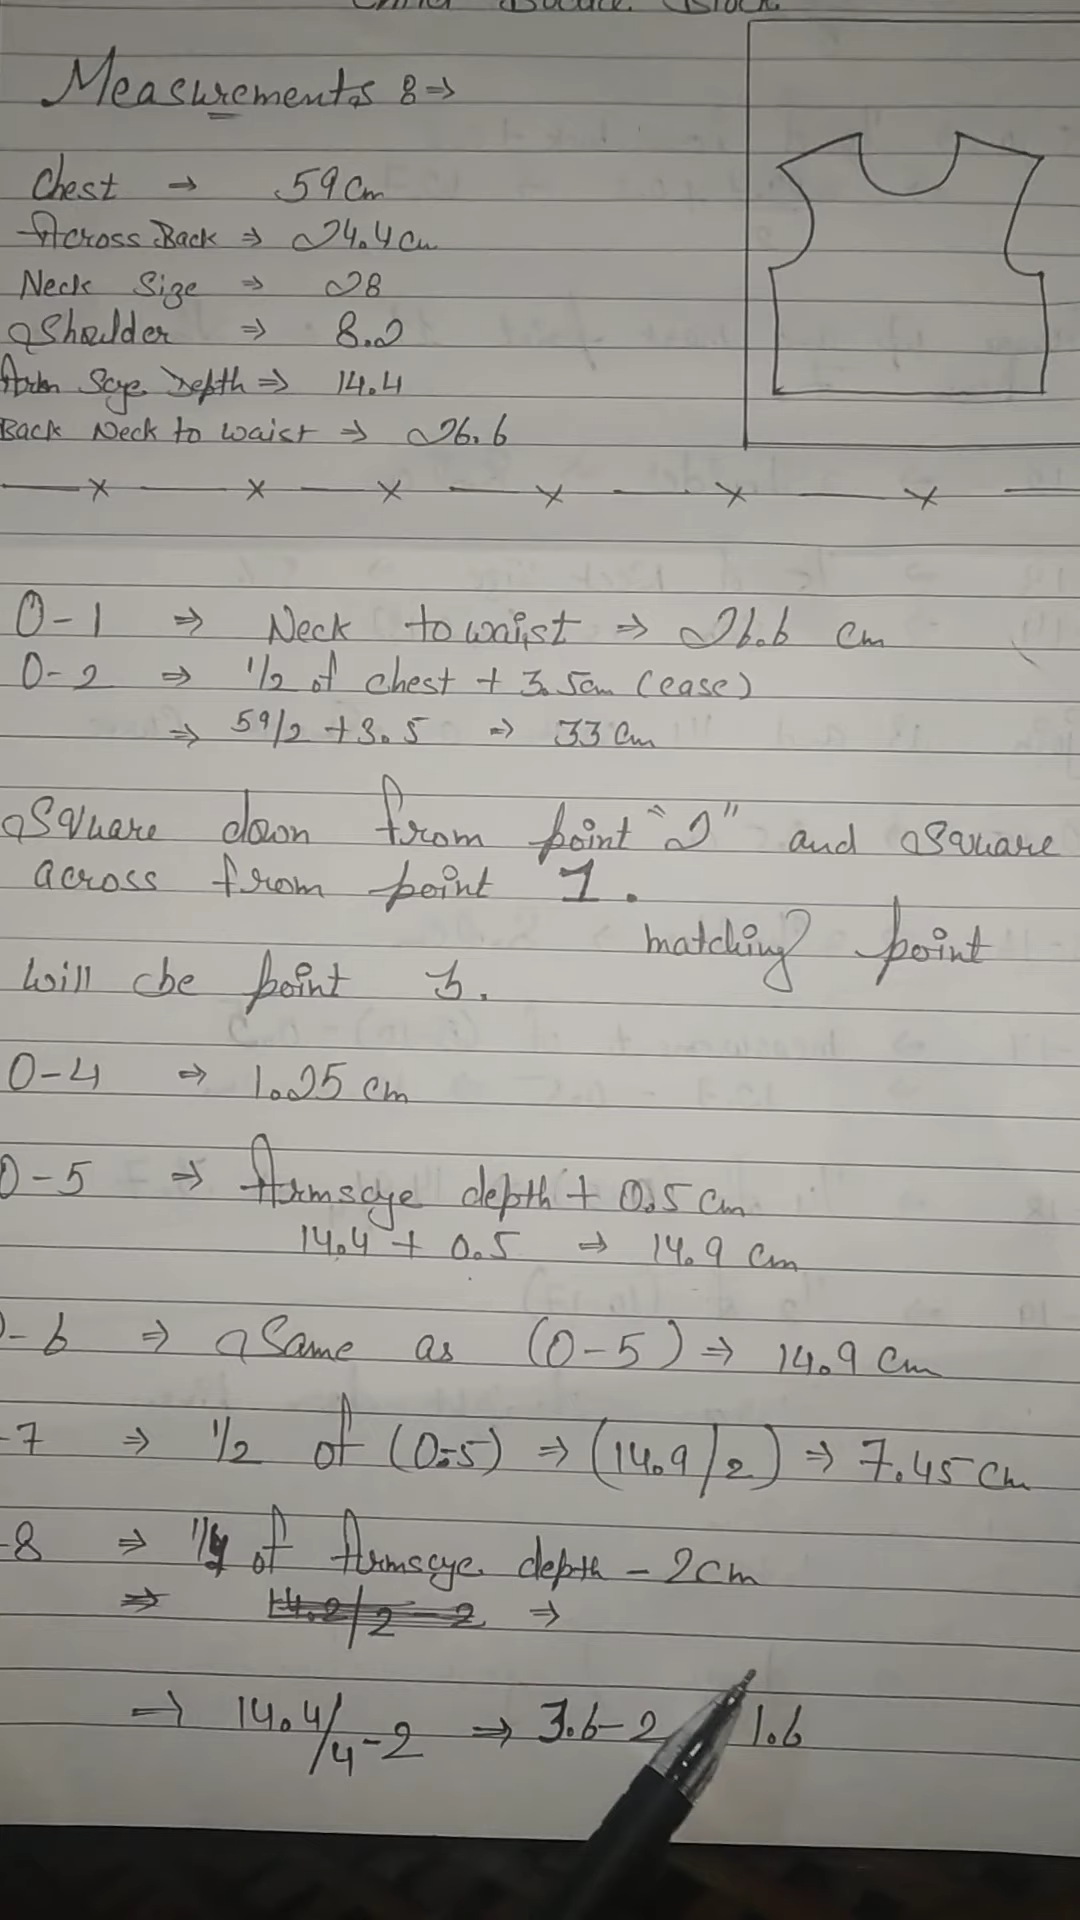 Bodice Block
Measurements :⇒
Chest → 59 Cm
Across Back ⇒ 24.4 Cm
Neck Size ⇒ 28
Shoulder ⇒ 8.2
Arm Scye Depth ⇒ 14.4
Back Neck to waist → 26.6
0-1 ⇒ Neck to waist ⇒ 26.6 cm
0-2 ⇒ 1/2 of chest + 3.5cm (ease)
⇒ 59/2 + 3.5 ⇒ 33 Cm
Square down from point "2" and Square
across from point 1.
matching point
will be point 3.
0-4 ⇒ 1.25 cm
0-5 ⇒ Armscye depth + 0.5 cm
14.4 + 0.5 ⇒ 14.9 cm
-6 ⇒ Same as (0-5) ⇒ 14.9 cm
-7 ⇒ 1/2 of (0-5) ⇒ (14.9/2) ⇒ 7.45 cm
-8 ⇒ 1/4 of Armscye depth - 2cm
⇒ 14.2/2 - 2 ⇒
⇒ 14.4/4 - 2 ⇒ 3.6-2 1.6